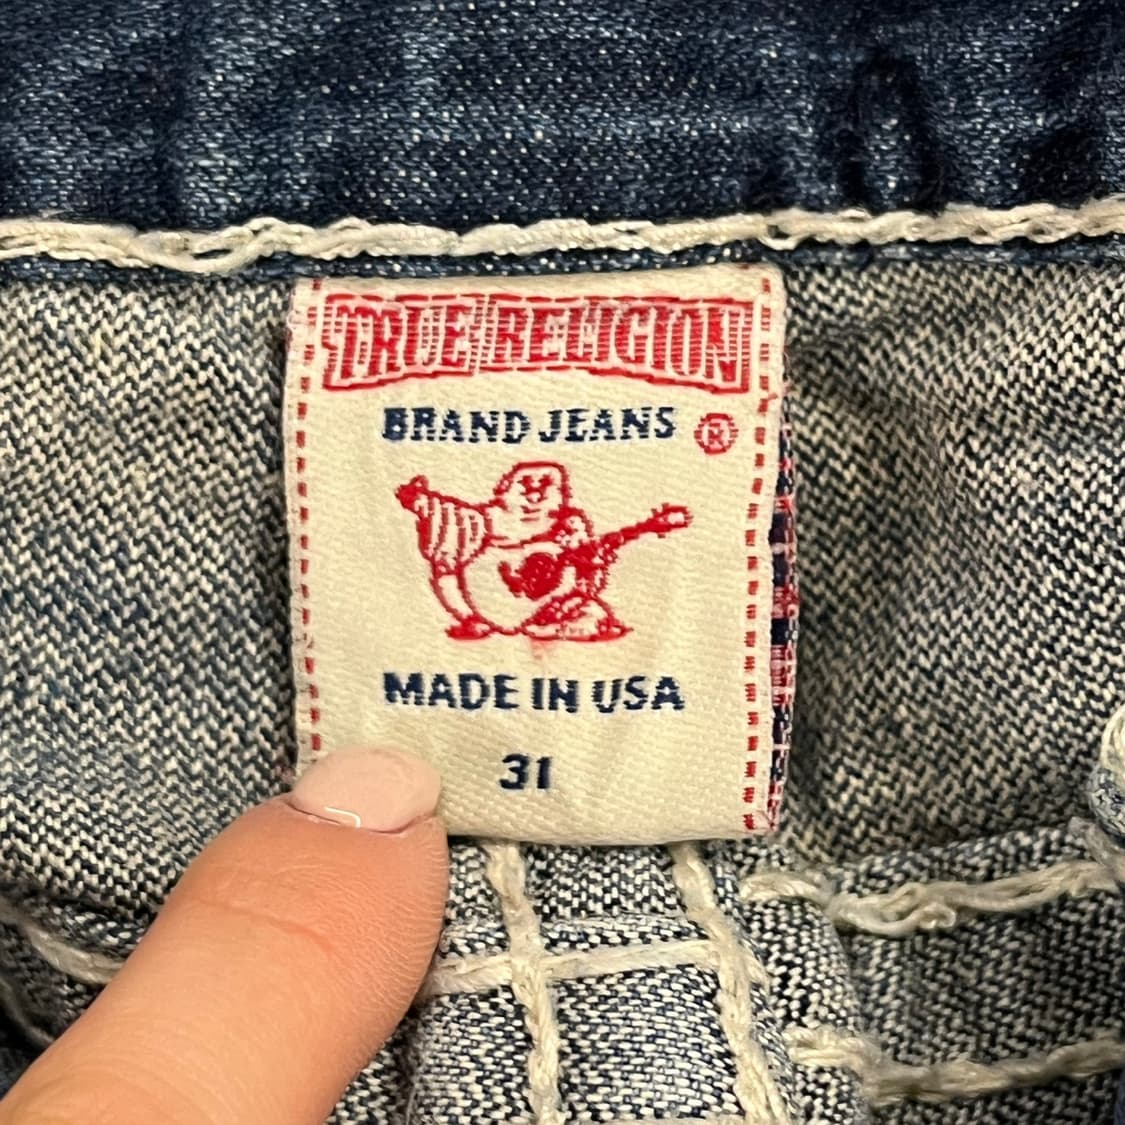 TRUE RELIGION
BRAND JEANS ®
MADE IN USA
31